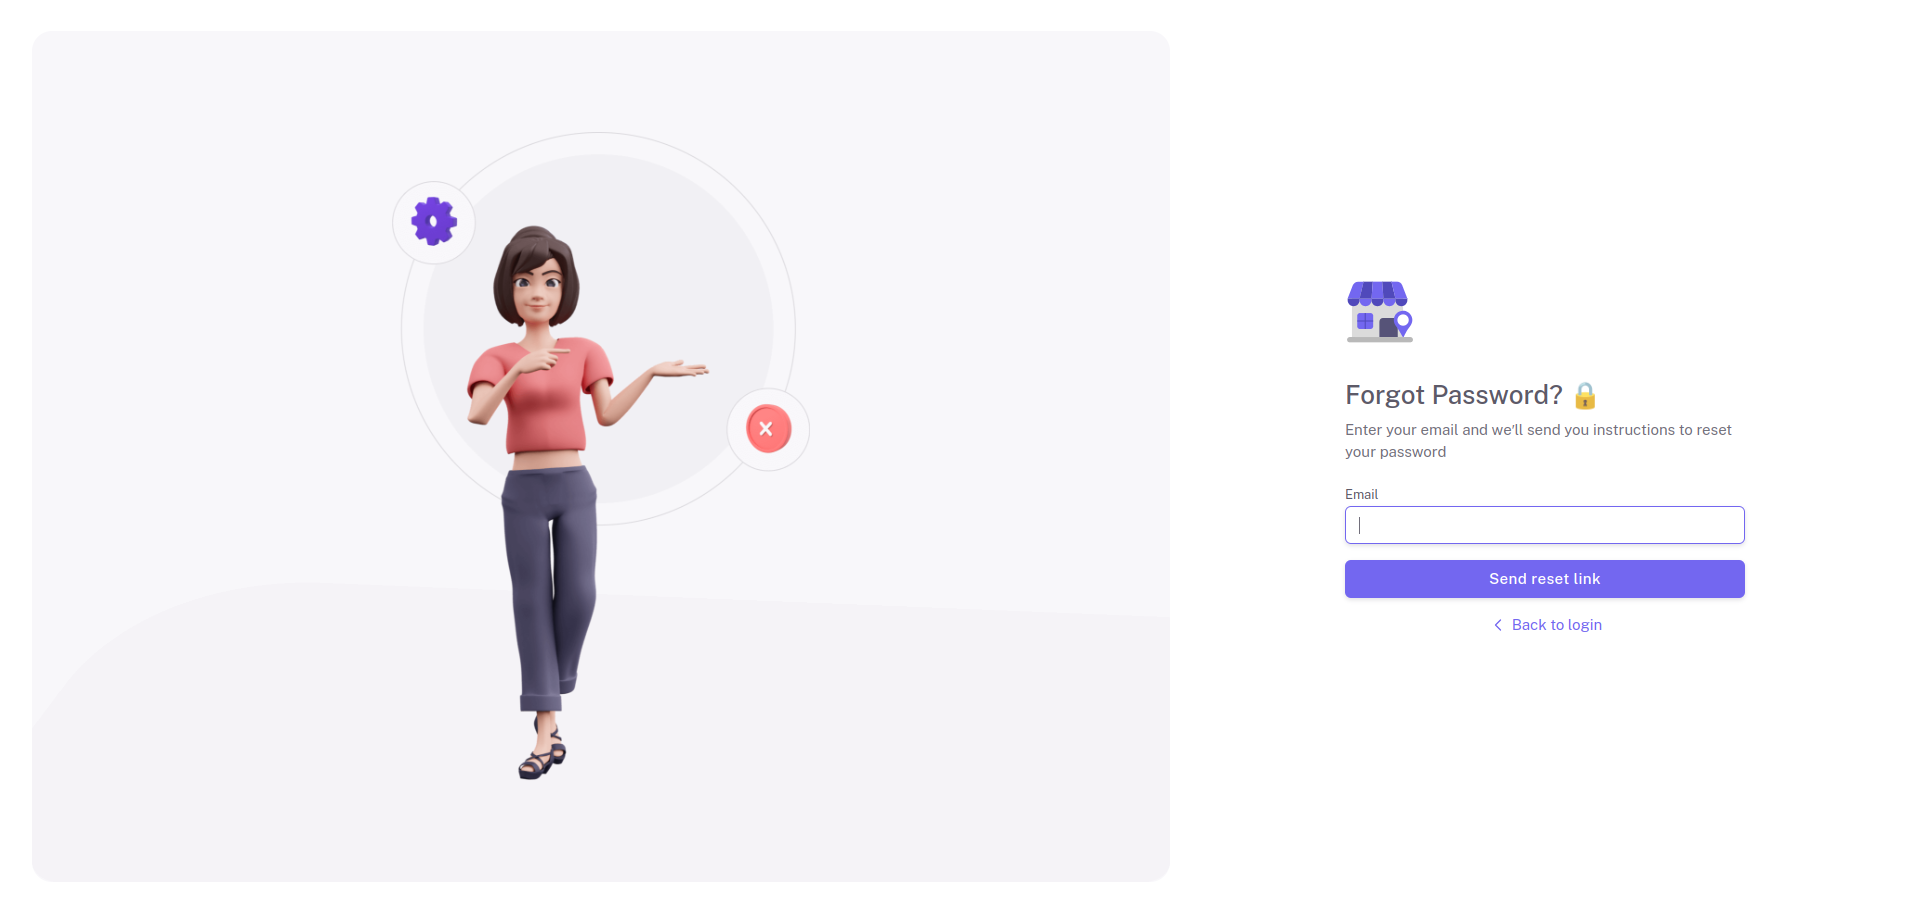 Forgot Password? 🔒
Enter your email and we'll send you instructions to reset
your password
Email
Send reset link
Back to login